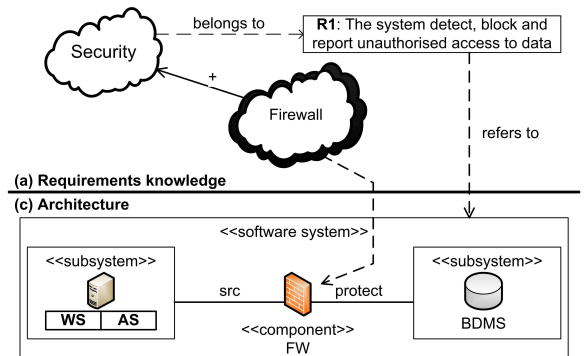 belongs to
R1: The system detect, block and
report unauthorised access to data
Security
+
Firewall
refers to
(a) Requirements knowledge
(c) Architecture
<<software system>>
<<subsystem>>
<<subsystem>>
src
protect
WS AS
<<component>>
FW
BDMS